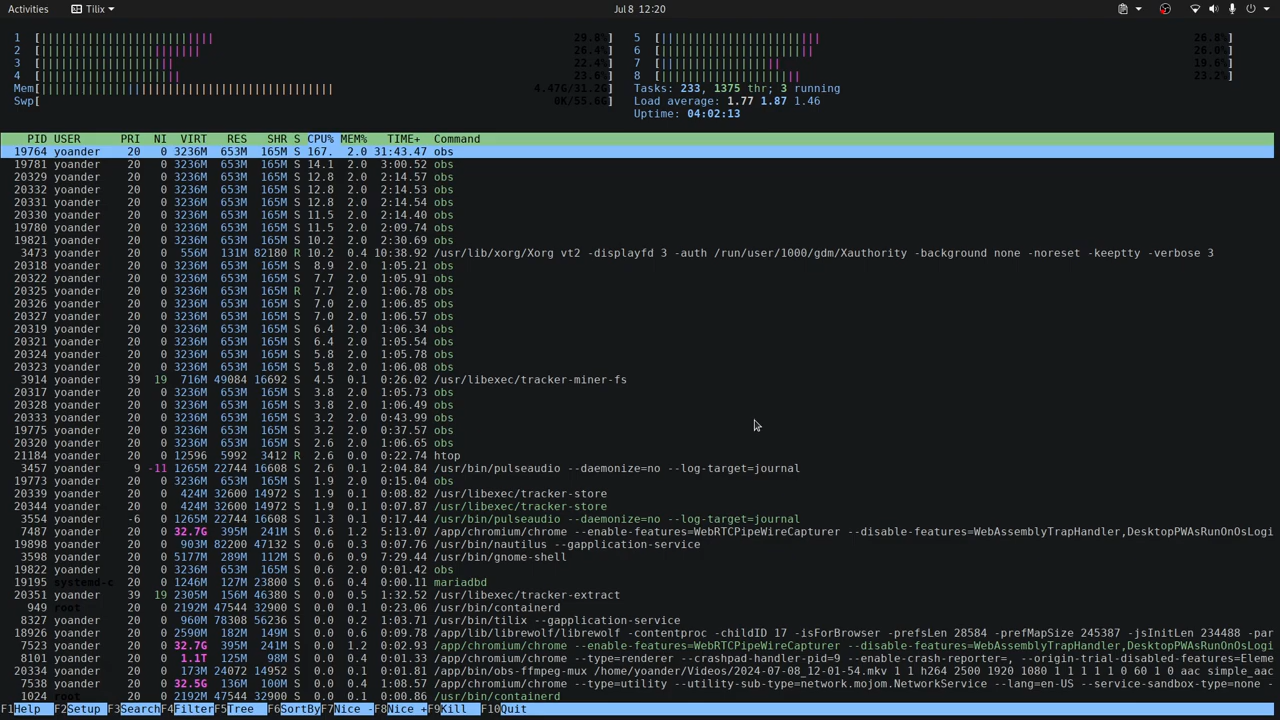 Activities Tilix Jul 8 12:20
1 [||||||||||||||||||||||||||| 29.8%] 5 [|||||||||||||||||||||||| 26.8%]
2 [||||||||||||||||||||||||| 26.4%] 6 [||||||||||||||||||||||| 26.0%]
3 [||||||||||||||||||||| 22.4%] 7 [|||||||||||||||||| 19.6%]
4 [|||||||||||||||||||||| 23.6%] 8 [||||||||||||||||||||| 23.2%]
Mem[||||||||||||||||||||||||||||||||||||||||||||| 4.47G/31.2G] Tasks: 233, 1375 thr; 3 running
Swp[ 0K/55.6G] Load average: 1.77 1.87 1.46
Uptime: 04:02:13
PID USER PRI NI VIRT RES SHR S CPU% MEM% TIME+ Command
19764 yoander 20 0 3236M 653M 165M S 167. 2.0 31:43.47 obs
19781 yoander 20 0 3236M 653M 165M S 14.1 2.0 3:00.52 obs
20329 yoander 20 0 3236M 653M 165M S 12.8 2.0 2:14.57 obs
20332 yoander 20 0 3236M 653M 165M S 12.8 2.0 2:14.53 obs
20331 yoander 20 0 3236M 653M 165M S 12.8 2.0 2:14.54 obs
20330 yoander 20 0 3236M 653M 165M S 11.5 2.0 2:14.40 obs
19780 yoander 20 0 3236M 653M 165M S 11.5 2.0 2:09.74 obs
19821 yoander 20 0 3236M 653M 165M S 10.2 2.0 2:30.69 obs
3473 yoander 20 0 556M 131M 82180 R 10.2 0.4 10:38.92 /usr/lib/xorg/Xorg vt2 -displayfd 3 -auth /run/user/1000/gdm/Xauthority -background none -noreset -keeptty -verbose 3
20318 yoander 20 0 3236M 653M 165M S 8.9 2.0 1:05.21 obs
20322 yoander 20 0 3236M 653M 165M S 7.7 2.0 1:05.91 obs
20325 yoander 20 0 3236M 653M 165M R 7.7 2.0 1:06.78 obs
20326 yoander 20 0 3236M 653M 165M S 7.0 2.0 1:06.85 obs
20327 yoander 20 0 3236M 653M 165M S 7.0 2.0 1:06.57 obs
20319 yoander 20 0 3236M 653M 165M S 6.4 2.0 1:06.34 obs
20321 yoander 20 0 3236M 653M 165M S 6.4 2.0 1:05.54 obs
20324 yoander 20 0 3236M 653M 165M S 5.8 2.0 1:05.78 obs
20323 yoander 20 0 3236M 653M 165M S 5.8 2.0 1:06.08 obs
3914 yoander 39 19 716M 49084 16692 S 4.5 0.1 0:26.02 /usr/libexec/tracker-miner-fs
20317 yoander 20 0 3236M 653M 165M S 3.8 2.0 1:05.73 obs
20328 yoander 20 0 3236M 653M 165M S 3.8 2.0 1:06.49 obs
20333 yoander 20 0 3236M 653M 165M S 3.2 2.0 0:43.99 obs
19775 yoander 20 0 3236M 653M 165M S 3.2 2.0 0:37.57 obs
20320 yoander 20 0 3236M 653M 165M S 2.6 2.0 1:06.65 obs
21184 yoander 20 0 12596 5992 3412 R 2.6 0.0 0:22.74 htop
3457 yoander 9 -11 1265M 22744 16608 S 2.6 0.1 2:04.84 /usr/bin/pulseaudio --daemonize=no --log-target=journal
19773 yoander 20 0 3236M 653M 165M S 1.9 2.0 0:15.04 obs
20339 yoander 20 0 424M 32600 14972 S 1.9 0.1 0:08.82 /usr/libexec/tracker-store
20344 yoander 20 0 424M 32600 14972 S 1.9 0.1 0:07.87 /usr/libexec/tracker-store
3554 yoander -6 0 1265M 22744 16608 S 1.3 0.1 0:17.44 /usr/bin/pulseaudio --daemonize=no --log-target=journal
7487 yoander 20 0 32.7G 395M 241M S 0.6 1.2 5:13.07 /app/chromium/chrome --enable-features=WebRTCPipeWireCapturer --disable-features=WebAssemblyTrapHandler,DesktopPWAsRunOnOsLogi
19898 yoander 20 0 903M 82200 47132 S 0.6 0.3 0:07.76 /usr/bin/nautilus --gapplication-service
3598 yoander 20 0 5177M 289M 112M S 0.6 0.9 7:29.44 /usr/bin/gnome-shell
19822 yoander 20 0 3236M 653M 165M S 0.6 2.0 0:01.42 obs
19195 systemd-c 20 0 1246M 127M 23800 S 0.6 0.4 0:00.11 mariadbd
20351 yoander 39 19 2305M 156M 46380 S 0.0 0.5 1:32.52 /usr/libexec/tracker-extract
949 root 20 0 2192M 47544 32900 S 0.0 0.1 0:23.06 /usr/bin/containerd
8327 yoander 20 0 960M 78308 56236 S 0.0 0.2 1:03.71 /usr/bin/tilix --gapplication-service
18926 yoander 20 0 2590M 182M 149M S 0.0 0.6 0:09.78 /app/lib/librewolf/librewolf -contentproc -childID 17 -isForBrowser -prefsLen 28584 -prefMapSize 245387 -jsInitLen 234488 -par
7523 yoander 20 0 32.7G 395M 241M S 0.0 1.2 0:02.93 /app/chromium/chrome --enable-features=WebRTCPipeWireCapturer --disable-features=WebAssemblyTrapHandler,DesktopPWAsRunOnOsLogi
8101 yoander 20 0 1.1T 125M 98M S 0.0 0.4 0:01.33 /app/chromium/chrome --type=renderer --crashpad-handler-pid=9 --enable-crash-reporter=, --origin-trial-disabled-features=Eleme
20334 yoander 20 0 173M 24072 14952 S 0.0 0.1 0:01.81 /app/bin/obs-ffmpeg-mux /home/yoander/Videos/2024-07-08_12-01-54.mkv 1 1 h264 2500 1920 1080 1 1 1 1 1 0 60 1 0 aac simple_aac
7538 yoander 20 0 32.5G 136M 100M S 0.0 0.4 1:08.57 /app/chromium/chrome --type=utility --utility-sub-type=network.mojom.NetworkService --lang=en-US --service-sandbox-type=none -
1024 root 20 0 2192M 47544 32900 S 0.0 0.1 0:00.86 /usr/bin/containerd
F1Help F2Setup F3Search F4Filter F5Tree F6SortBy F7Nice - F8Nice + F9Kill F10Quit